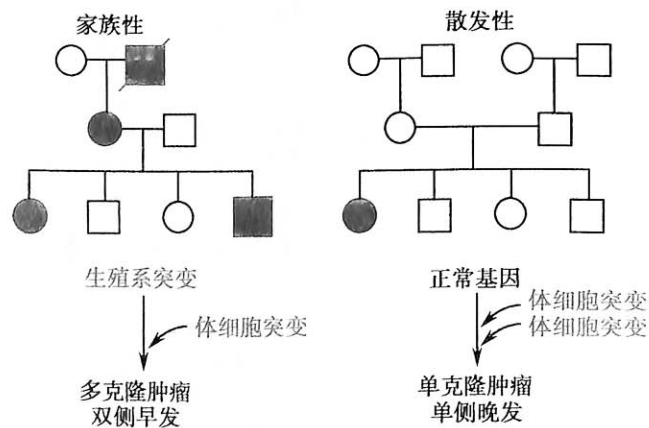 家族性
散发性
生殖系突变
体细胞突变
多克隆肿瘤
双侧早发
正常基因
体细胞突变
体细胞突变
单克隆肿瘤
单侧晚发